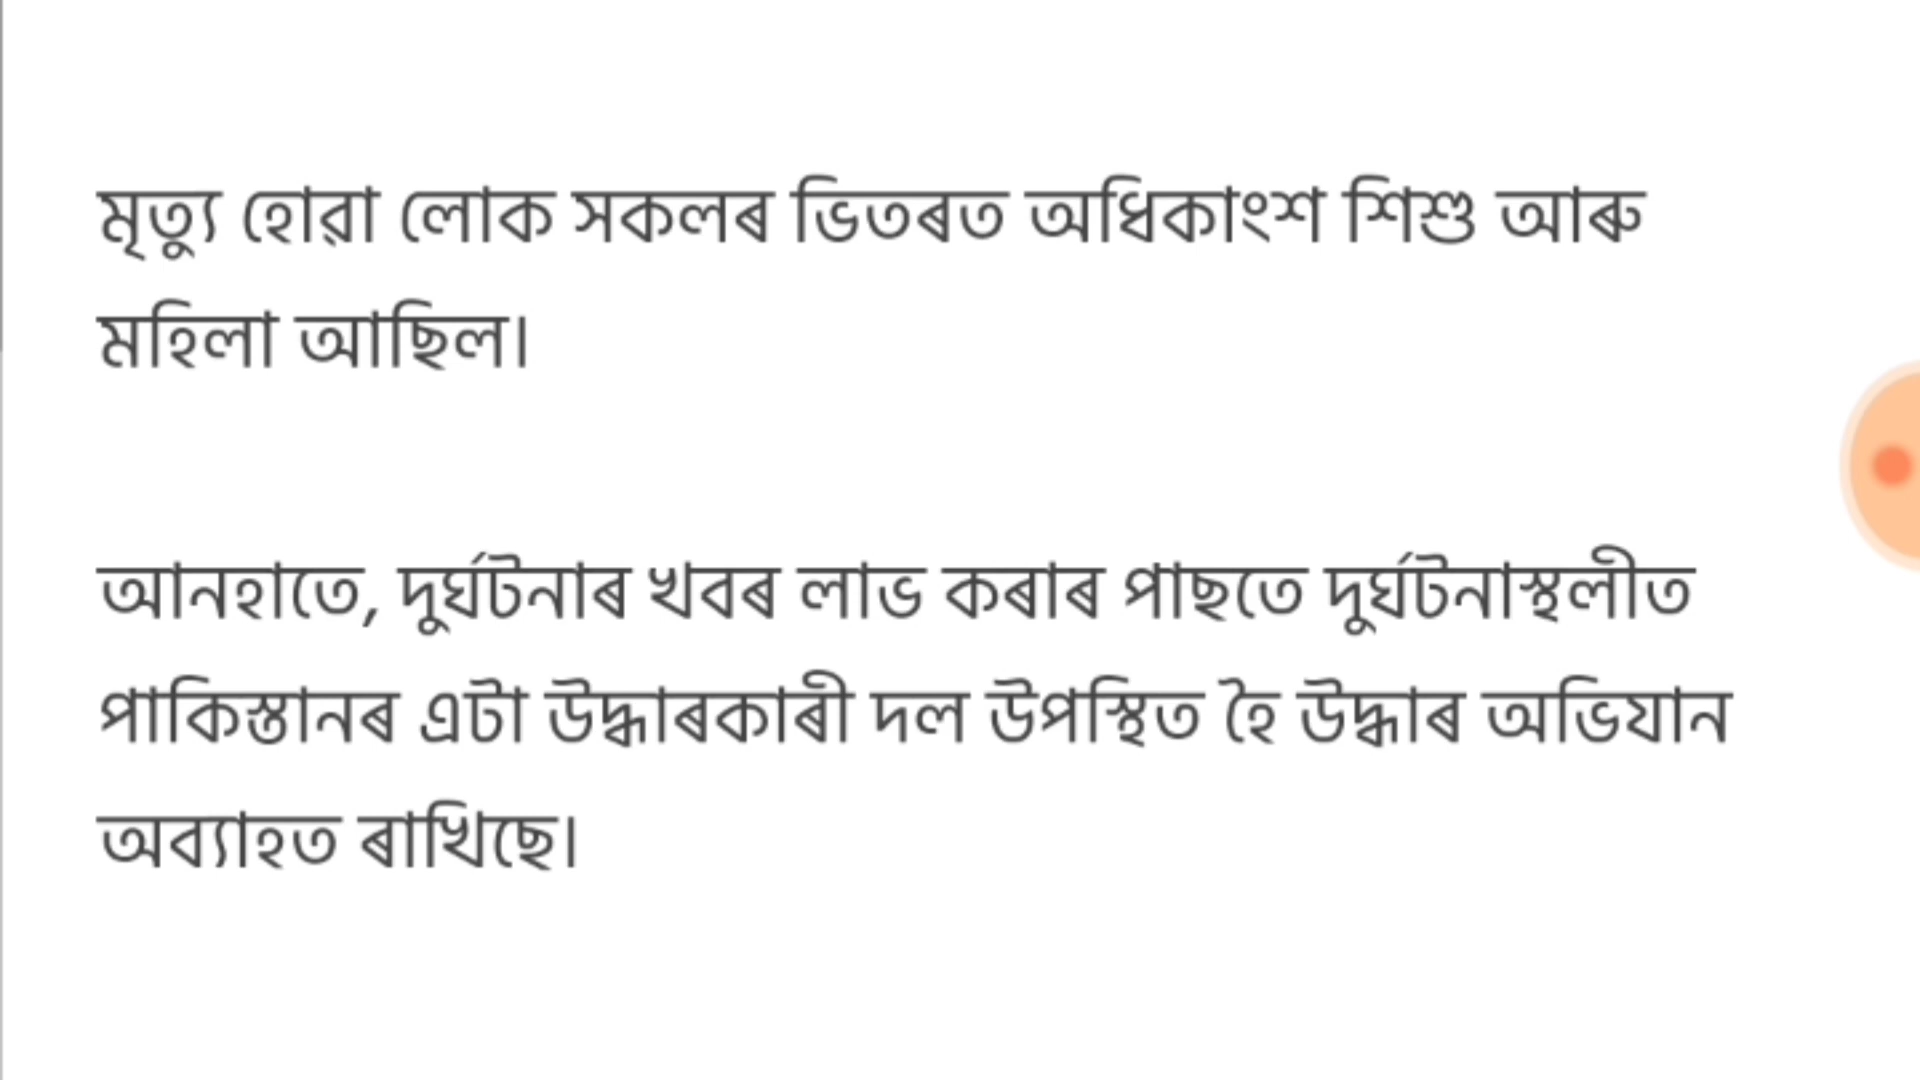 মৃত্যু হোৱা লোক সকলৰ ভিতৰত অধিকাংশ শিশু আৰু
মহিলা আছিল।
আনহাতে, দুৰ্ঘটনাৰ খবৰ লাভ কৰাৰ পাছতে দুৰ্ঘটনাস্থলীত
পাকিস্তানৰ এটা উদ্ধাৰকাৰী দল উপস্থিত হৈ উদ্ধাৰ অভিযান
অব্যাহত ৰাখিছে।